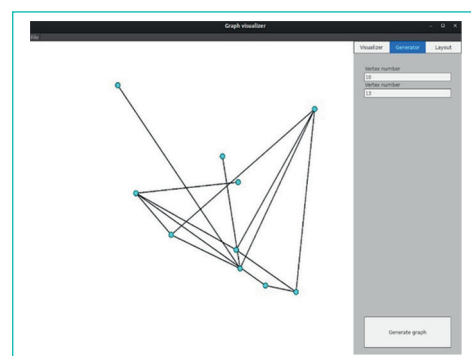 Graph visualizer
File
Visualizer Generator Layout
Vertex number
10
Vertex number
13
Generate graph